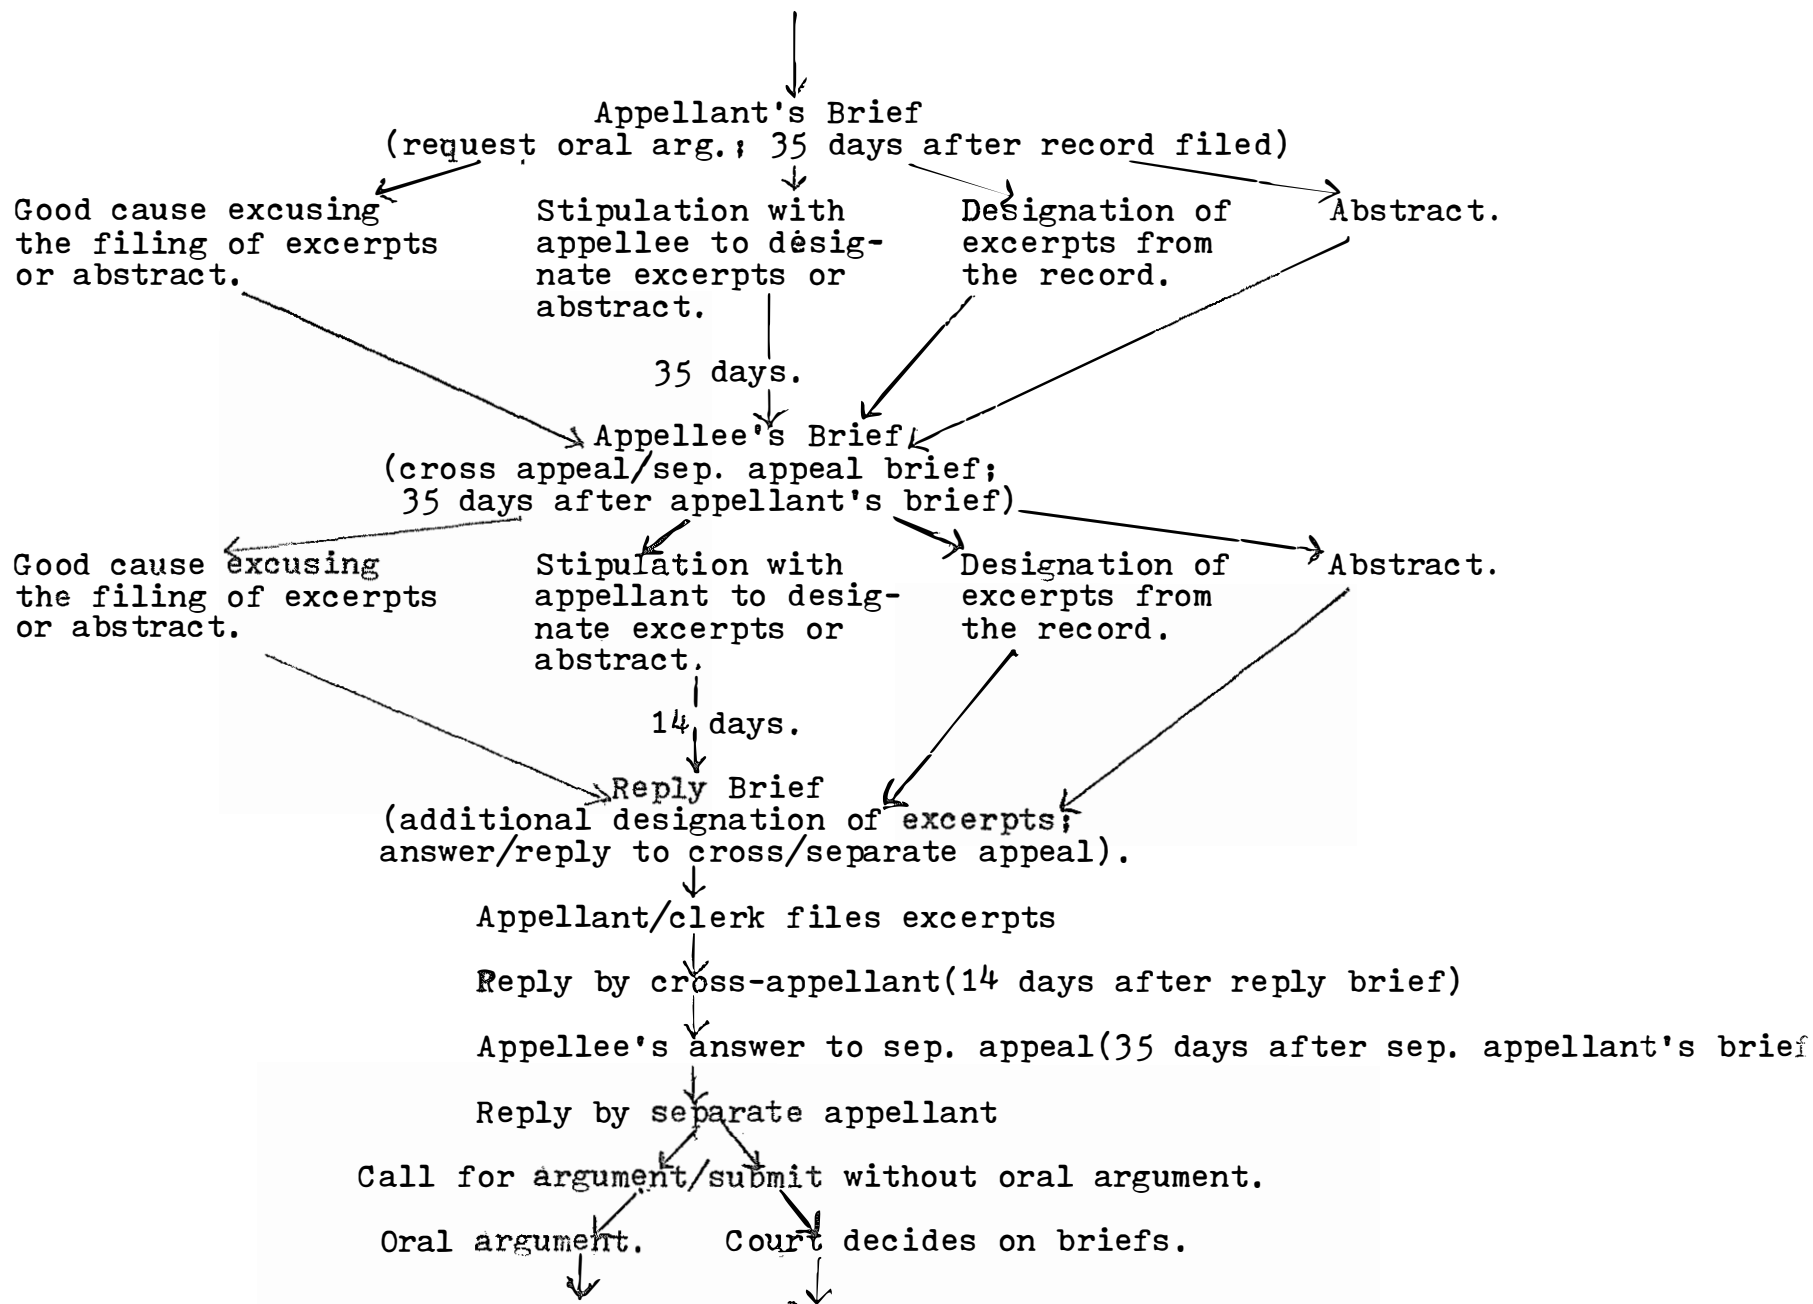 Appellant's Brief
(request oral arg.; 35 days after record filed)
Good cause excusing
the filing of excerpts
or abstract.
Stipulation with
appellee to desig-
nate excerpts or
abstract.
Designation of
excerpts from
the record.
Abstract.
35 days.
Appellee's Brief
(cross appeal/sep. appeal brief;
35 days after appellant's brief)
Good cause excusing
the filing of excerpts
or abstract.
Stipulation with
appellant to desig-
nate excerpts or
abstract.
Designation of
excerpts from
the record.
Abstract.
14 days.
Reply Brief
(additional designation of excerpts;
answer/reply to cross/separate appeal).
Appellant/clerk files excerpts
Reply by cross-appellant(14 days after reply brief)
Appellee's answer to sep. appeal(35 days after sep. appellant's brief
Reply by separate appellant
Call for argument/submit without oral argument.
Oral argument.
Court decides on briefs.